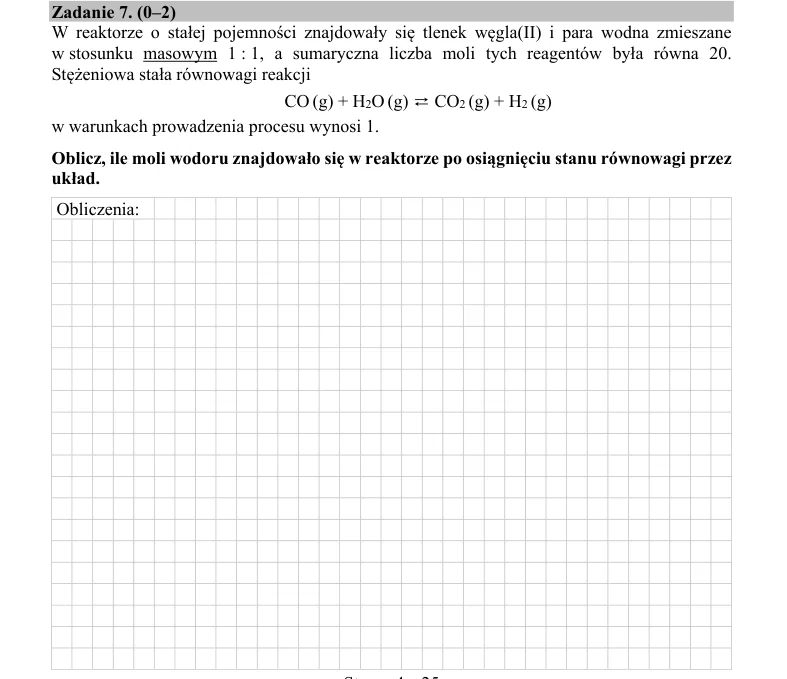 Zadanie 7. (0–2)
W reaktorze o stałej pojemności znajdowały się tlenek węgla(II) i para wodna zmieszane
w stosunku masowym 1 : 1, a sumaryczna liczba moli tych reagentów była równa 20.
Stężeniowa stała równowagi reakcji
CO (g) + H2O (g) ⇄ CO2 (g) + H2 (g)
w warunkach prowadzenia procesu wynosi 1.
Oblicz, ile moli wodoru znajdowało się w reaktorze po osiągnięciu stanu równowagi przez
układ.
Obliczenia: